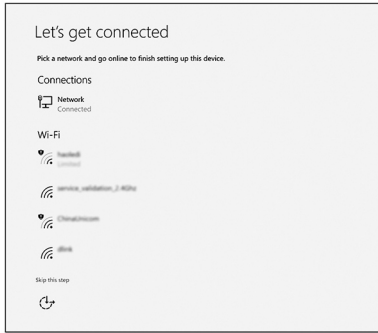 Let's get connected
Pick a network and go online to finish setting up this device.
Connections
Network
Connected
Wi-Fi
Limited
service_validation_2.4Ghz
ChinaUnicom
dlink
Skip this step